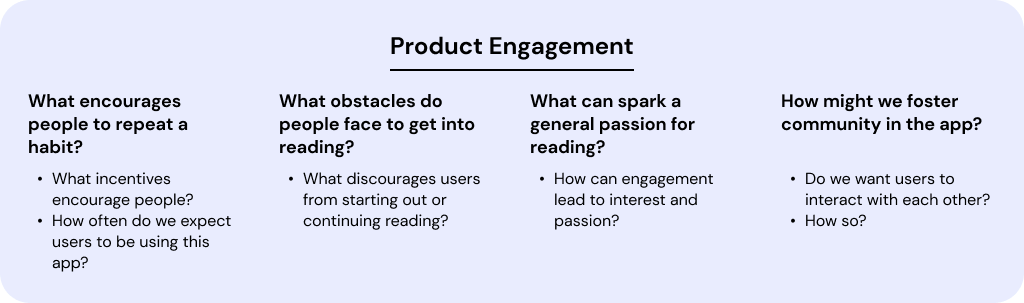 Product Engagement
What encourages
people to repeat a
habit?
• What incentives
encourage people?
• How often do we expect
users to be using this
app?
What obstacles do
people face to get into
reading?
• What discourages users
from starting out or
continuing reading?
What can spark a
general passion for
reading?
• How can engagement
lead to interest and
passion?
How might we foster
community in the app?
• Do we want users to
interact with each other?
• How so?